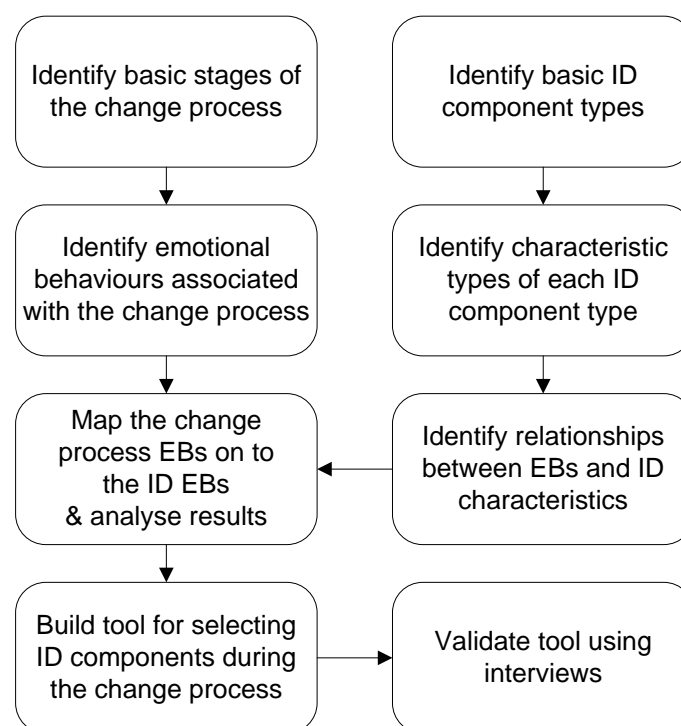 Identify basic stages of
the change process
Identify basic ID
component types
Identify emotional
behaviours associated
with the change process
Identify characteristic
types of each ID
component type
Map the change
process EBs on to
the ID EBs
& analyse results
Identify relationships
between EBs and ID
characteristics
Build tool for selecting
ID components during
the change process
Validate tool using
interviews